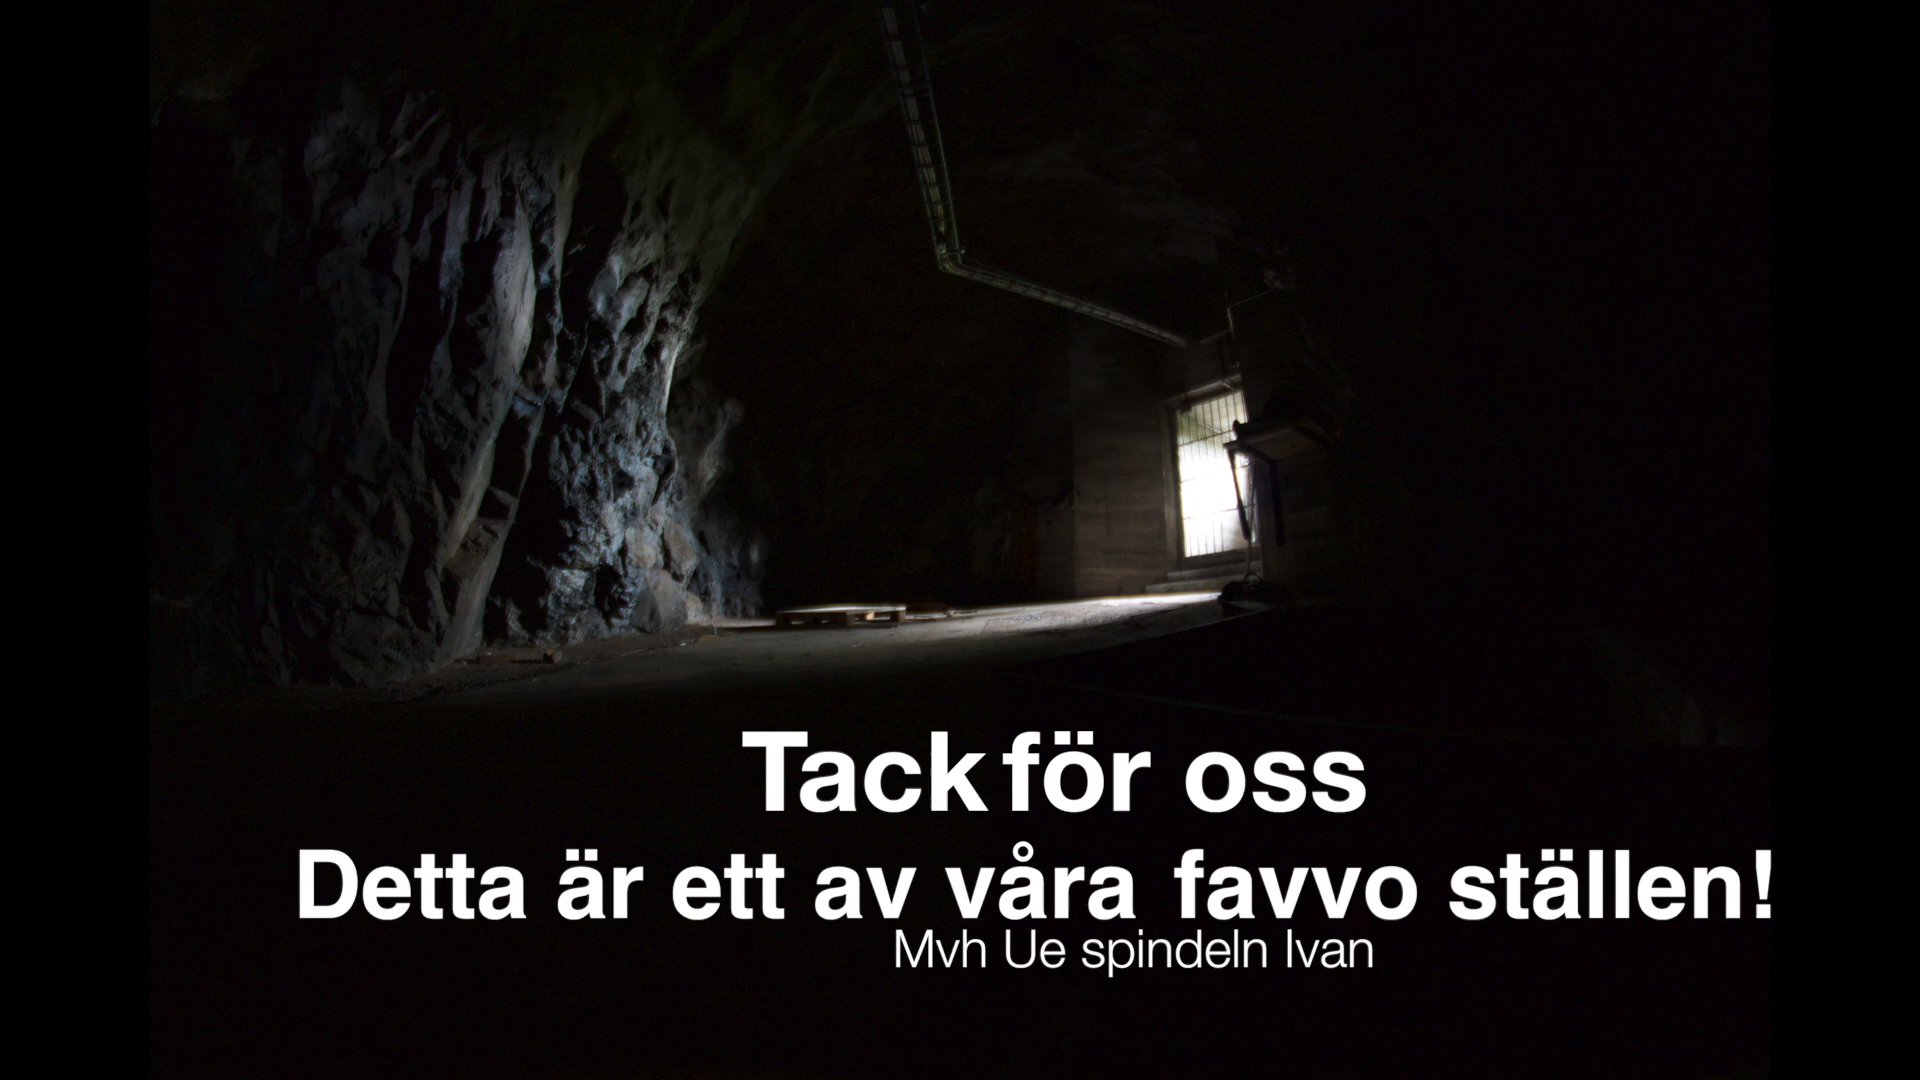 Tack för oss
Detta är ett av våra favvo ställen!
Mvh Ue spindeln Ivan